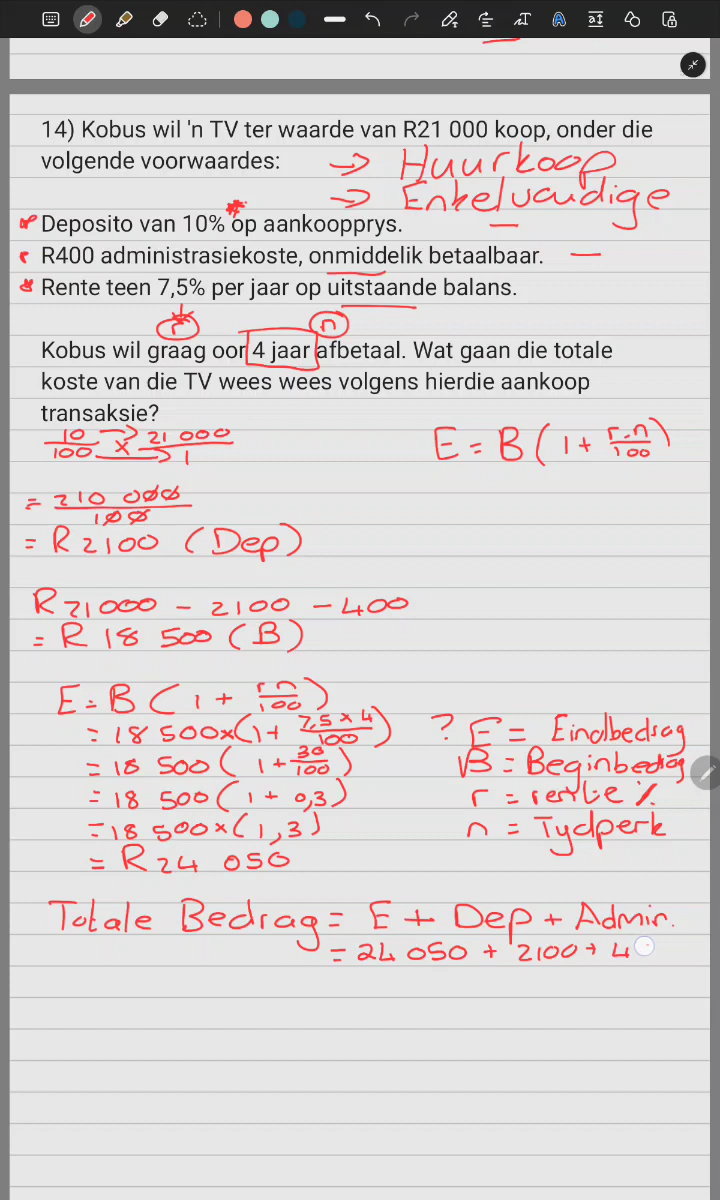 14) Kobus wil 'n TV ter waarde van R21 000 koop, onder die
volgende voorwaardes:
→ Huurkoop
→ Enkelvoudige
Deposito van 10% op aankoopprys.
R400 administrasiekoste, onmiddelik betaalbaar.
Rente teen 7,5% per jaar op uitstaande balans.
r n
Kobus wil graag oor 4 jaar afbetaal. Wat gaan die totale
koste van die TV wees wees volgens hierdie aankoop
transaksie?
10/100 x 21 000/1
E = B (1 + r.n/100)
= 210 000/100
= R2100 (Dep)
R21000 - 2100 - 400
= R 18 500 (B)
E = B (1 + r.n/100)
= 18 500x(1+ 7,5 x 4/100)
= 18 500 (1+ 30/100)
= 18 500 (1 + 0,3)
= 18 500x(1,3)
= R24 050
? E = Eindbedrag
√B = Beginbedrag
r = rente %
n = Tydperk
Totale Bedrag = E + Dep + Admin.
= 24 050 + 2100 + 4